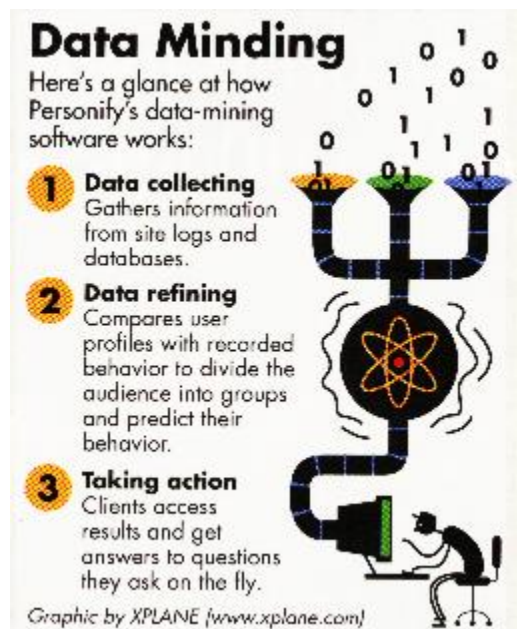 Data Minding
Here's a glance at how
Personify's data-mining
software works:
1 Data collecting
Gathers information
from site logs and
databases.
2 Data refining
Compares user
profiles with recorded
behavior to divide the
audience into groups
and predict their
behavior.
3 Taking action
Clients access
results and get
answers to questions
they ask on the fly.
Graphic by XPLANE (www.xplane.com)